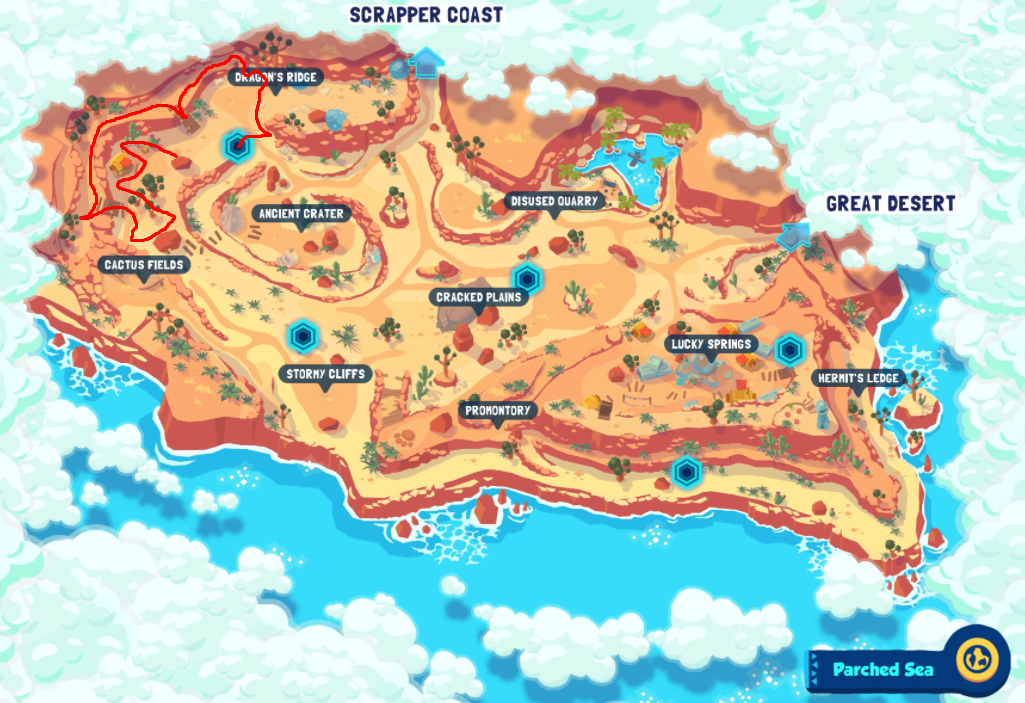 SCRAPPER COAST
DRAGON'S RIDGE
DISUSED QUARRY
GREAT DESERT
ANCIENT CRATER
CACTUS FIELDS
CRACKED PLAINS
LUCKY SPRINGS
STORMY CLIFFS
HERMIT'S LEDGE
PROMONTORY
Parched Sea